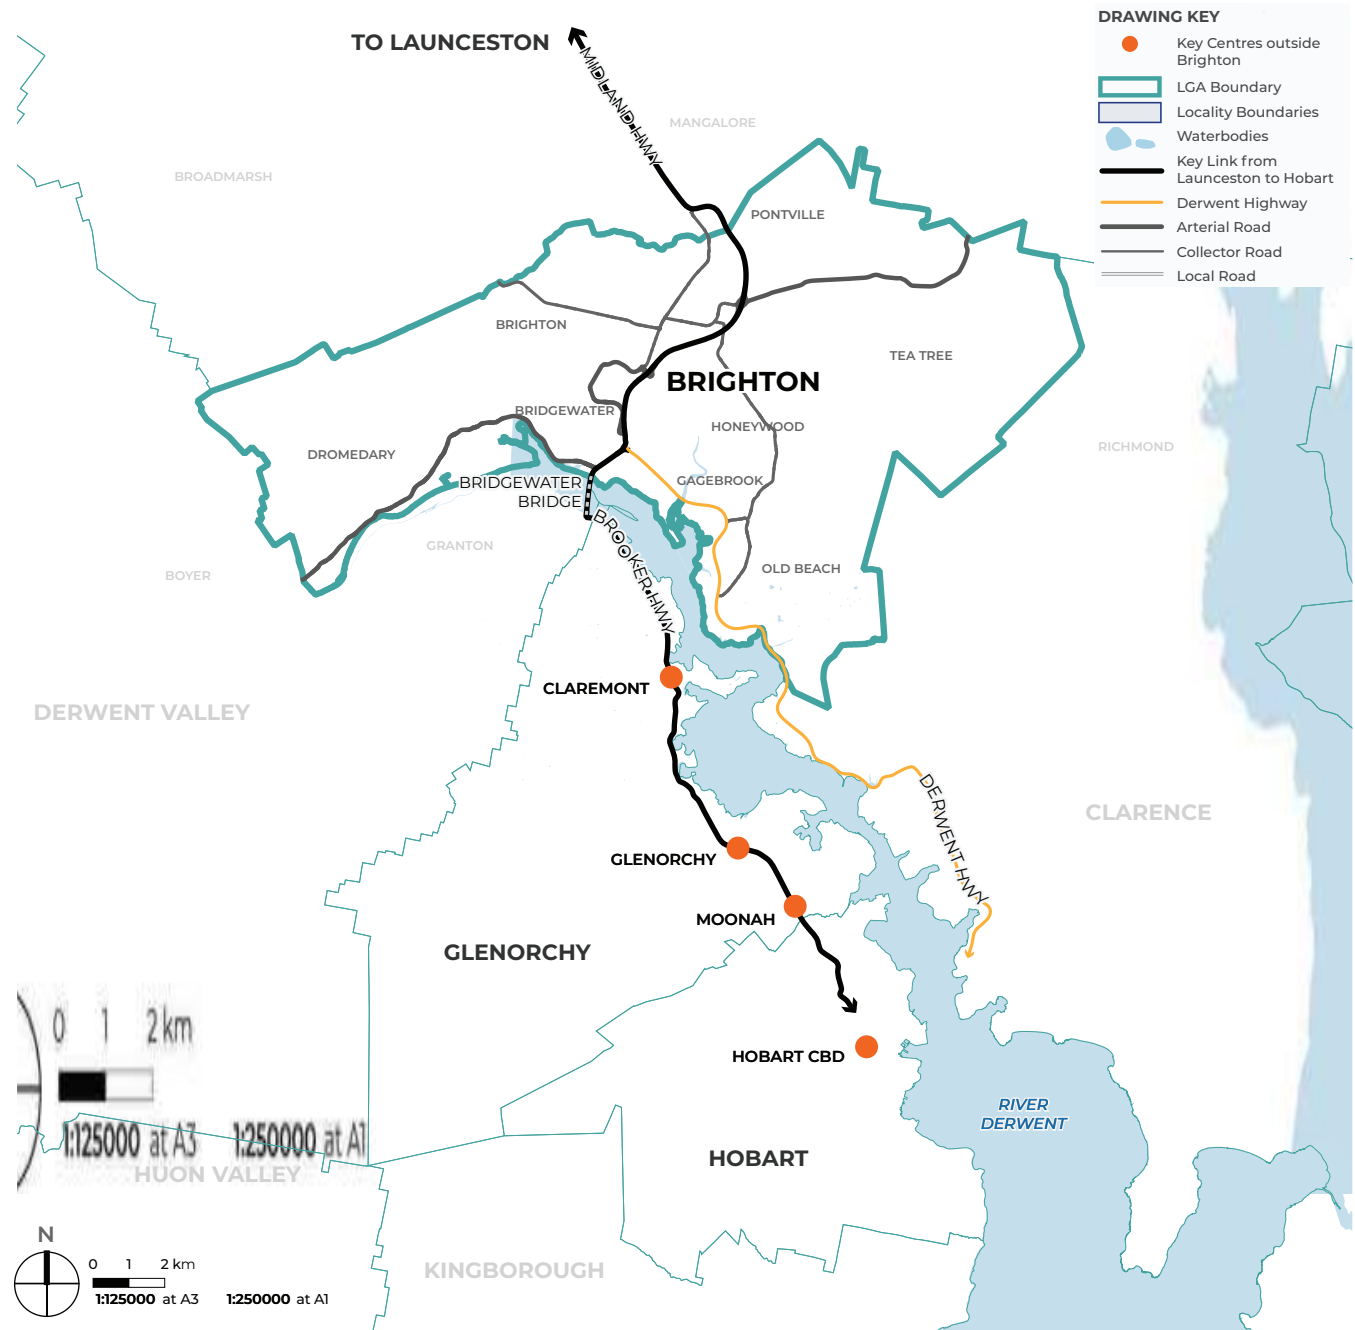 DRAWING KEY
Key Centres outside
Brighton
LGA Boundary
Locality Boundaries
Waterbodies
Key Link from
Launceston to Hobart
Derwent Highway
Arterial Road
Collector Road
Local Road
TO LAUNCESTON
MIDLAND HWY
MANGALORE
BROADMARSH
PONTVILLE
BRIGHTON
TEA TREE
BRIGHTON
BRIDGEWATER
HONEYWOOD
RICHMOND
DROMEDARY
GAGEBROOK
BRIDGEWATER
BRIDGE
BROOKER HWY
GRANTON
BOYER
OLD BEACH
CLAREMONT
DERWENT VALLEY
DERWENT HWY
CLARENCE
GLENORCHY
MOONAH
GLENORCHY
HOBART CBD
RIVER
DERWENT
HOBART
0 1 2 km
1:125000 at A3 1:250000 at A1
HUON VALLEY
KINGBOROUGH
N
0 1 2 km
1:125000 at A3 1:250000 at A1